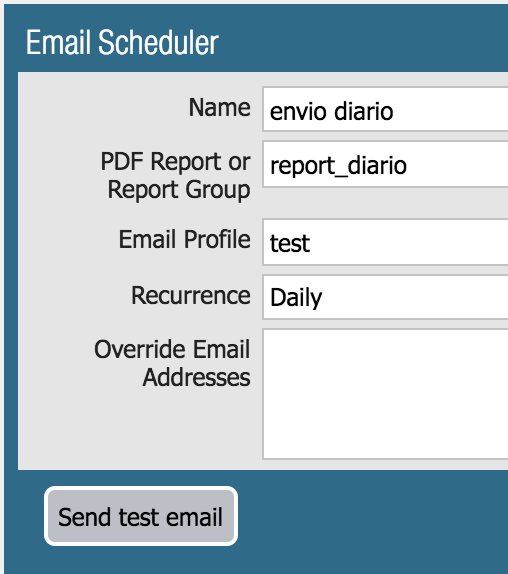 Email Scheduler
Name envio diario
PDF Report or
Report Group
report_diario
Email Profile test
Recurrence Daily
Override Email
Addresses
Send test email